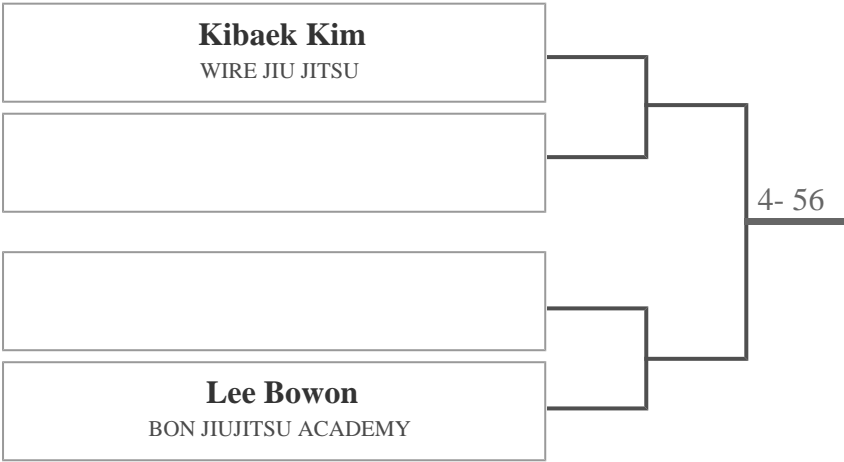 Kibaek Kim
WIRE JIU JITSU
4- 56
Lee Bowon
BON JIUJITSU ACADEMY